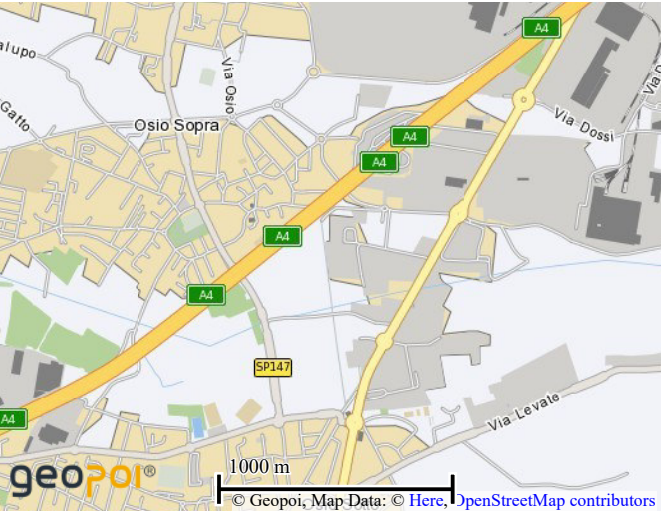 A4
alupo
Via Osio
Gatto
Osio Sopra
Via Dossi
A4
A4
A4
A4
SP147
A4
Via Levate
geopoi®
1000 m
© Geopoi, Map Data: © Here, OpenStreetMap contributors